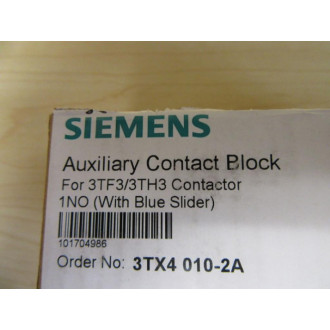 SIEMENS
Auxiliary Contact Block
For 3TF3/3TH3 Contactor
1NO (With Blue Slider)
101704986
Order No: 3TX4 010-2A